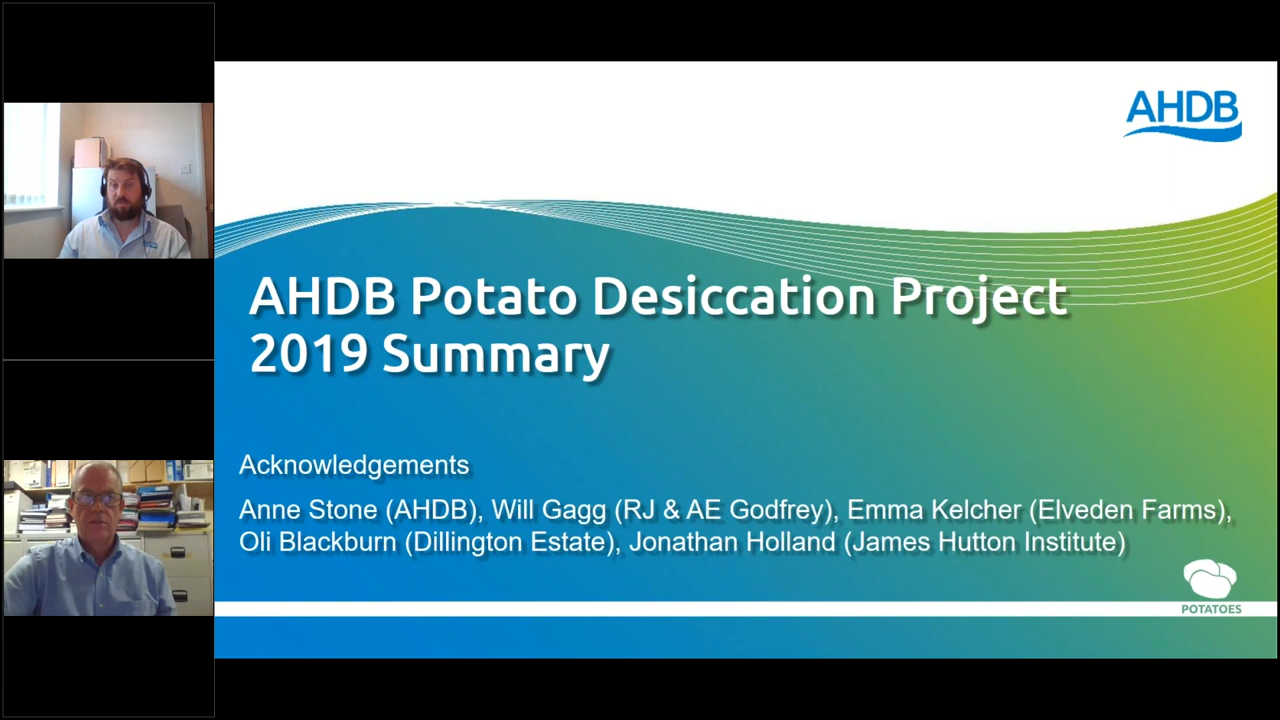 AHDB
AHDB Potato Desiccation Project
2019 Summary
Acknowledgements
Anne Stone (AHDB), Will Gagg (RJ & AE Godfrey), Emma Kelcher (Elveden Farms),
Oli Blackburn (Dillington Estate), Jonathan Holland (James Hutton Institute)
POTATOES